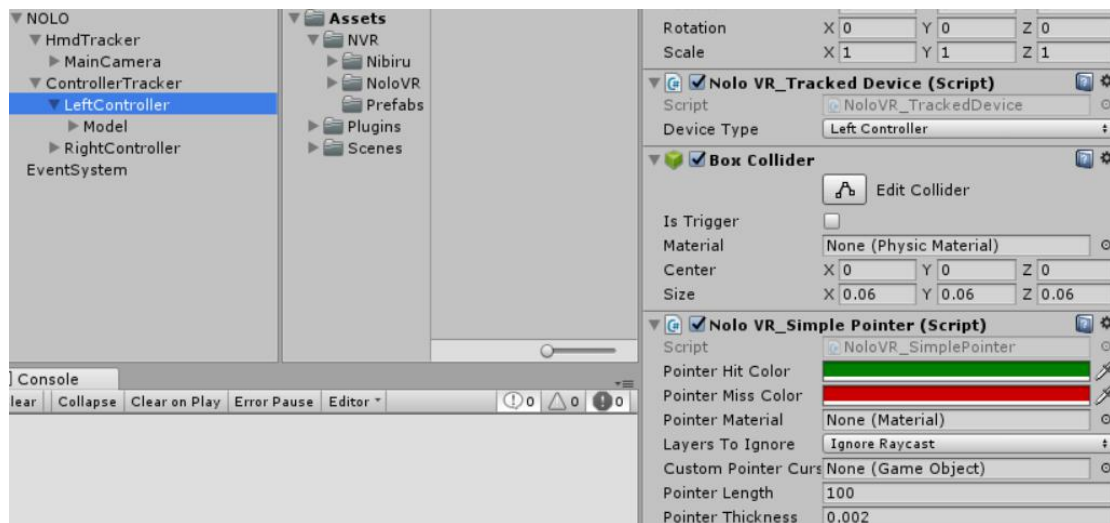 NOLO
HmdTracker
MainCamera
ControllerTracker
LeftController
Model
RightController
EventSystem
Assets
NVR
Nibiru
NoloVR
Prefabs
Plugins
Scenes
Console
Collapse Clear on Play Error Pause Editor 0 0 0
Rotation X 0 Y 0 Z 0
Scale X 1 Y 1 Z 1
Nolo VR_Tracked Device (Script)
Script NoloVR_TrackedDevice
Device Type Left Controller
Box Collider
Edit Collider
Is Trigger
Material None (Physic Material)
Center X 0 Y 0 Z 0
Size X 0.06 Y 0.06 Z 0.06
Nolo VR_Simple Pointer (Script)
Script NoloVR_SimplePointer
Pointer Hit Color
Pointer Miss Color
Pointer Material None (Material)
Layers To Ignore Ignore Raycast
Custom Pointer Curs None (Game Object)
Pointer Length 100
Pointer Thickness 0.002